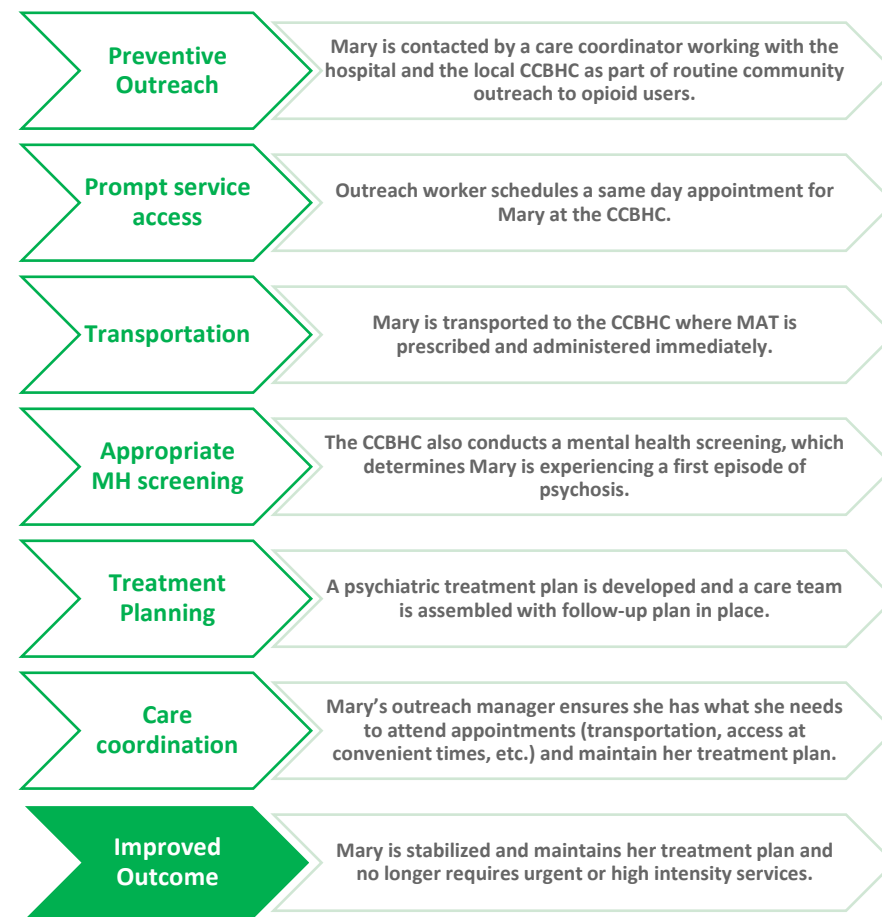 Preventive
Outreach
Mary is contacted by a care coordinator working with the
hospital and the local CCBHC as part of routine community
outreach to opioid users.
Prompt service
access
Outreach worker schedules a same day appointment for
Mary at the CCBHC.
Transportation
Mary is transported to the CCBHC where MAT is
prescribed and administered immediately.
Appropriate
MH screening
The CCBHC also conducts a mental health screening, which
determines Mary is experiencing a first episode of
psychosis.
Treatment
Planning
A psychiatric treatment plan is developed and a care team
is assembled with follow-up plan in place.
Care
coordination
Mary’s outreach manager ensures she has what she needs
to attend appointments (transportation, access at
convenient times, etc.) and maintain her treatment plan.
Improved
Outcome
Mary is stabilized and maintains her treatment plan and
no longer requires urgent or high intensity services.